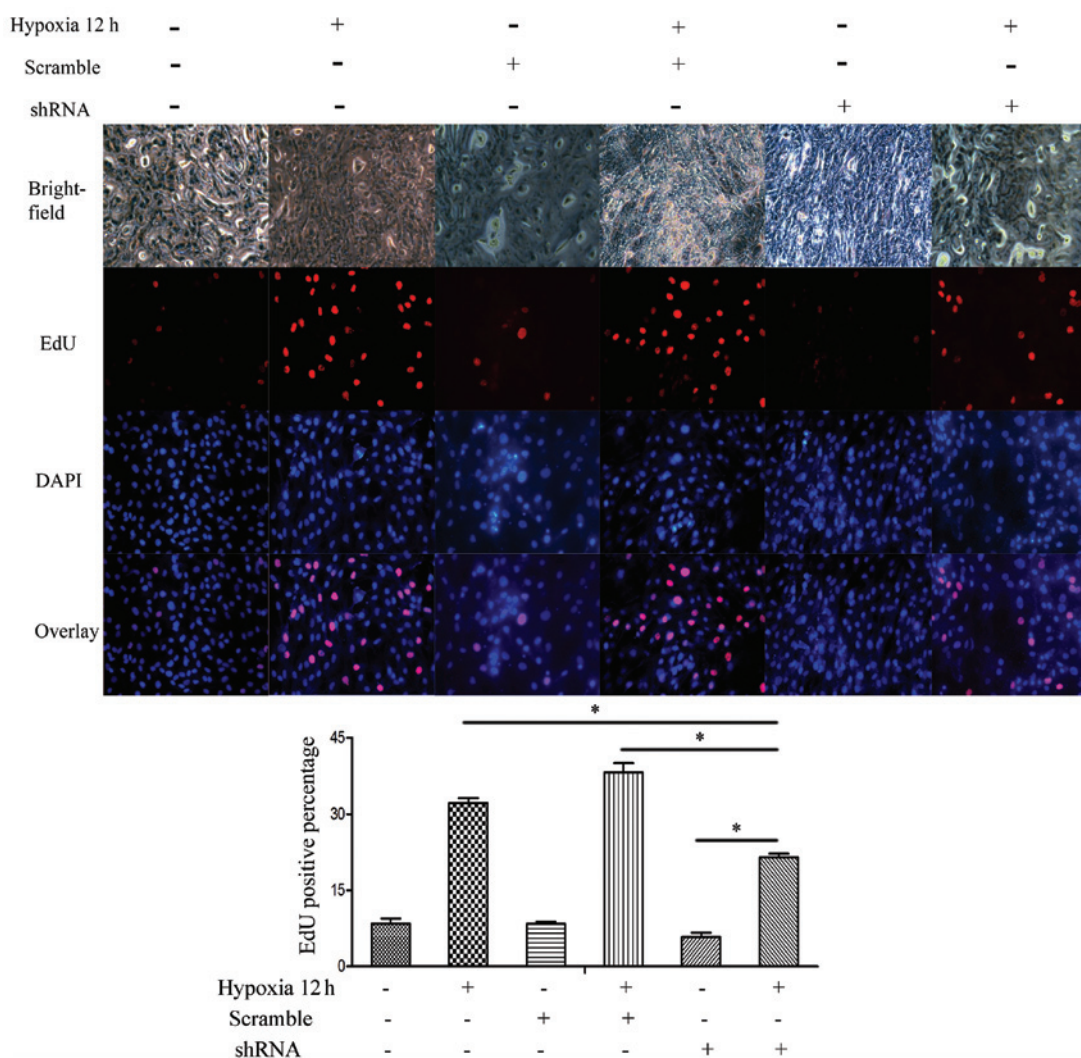 Hypoxia 12 h - + - + - +
Scramble - - + + - -
shRNA - - - - + +
Bright-
field
EdU
DAPI
Overlay
*
*
*
EdU positive percentage
45
30
15
0
Hypoxia 12 h - + - + - +
Scramble - - + + - -
shRNA - - - - + +